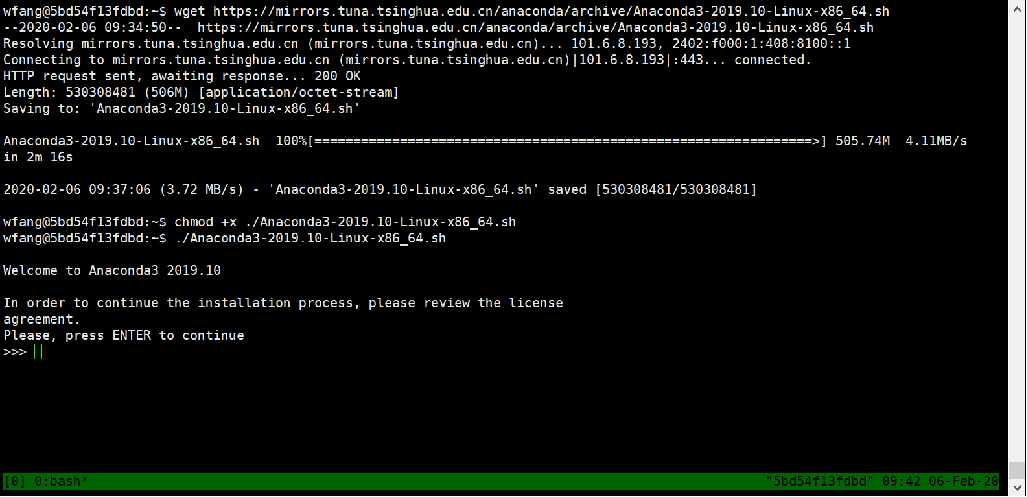 wfang@5bd54f13fdbd:~$ wget https://mirrors.tuna.tsinghua.edu.cn/anaconda/archive/Anaconda3-2019.10-Linux-x86_64.sh
--2020-02-06 09:34:50--  https://mirrors.tuna.tsinghua.edu.cn/anaconda/archive/Anaconda3-2019.10-Linux-x86_64.sh
Resolving mirrors.tuna.tsinghua.edu.cn (mirrors.tuna.tsinghua.edu.cn)... 101.6.8.193, 2402:f000:1:408:8100::1
Connecting to mirrors.tuna.tsinghua.edu.cn (mirrors.tuna.tsinghua.edu.cn)|101.6.8.193|:443... connected.
HTTP request sent, awaiting response... 200 OK
Length: 530308481 (506M) [application/octet-stream]
Saving to: 'Anaconda3-2019.10-Linux-x86_64.sh'
Anaconda3-2019.10-Linux-x86_64.sh  100%[================================================================>] 505.74M  4.11MB/s
in 2m 16s
2020-02-06 09:37:06 (3.72 MB/s) - 'Anaconda3-2019.10-Linux-x86_64.sh' saved [530308481/530308481]
wfang@5bd54f13fdbd:~$ chmod +x ./Anaconda3-2019.10-Linux-x86_64.sh
wfang@5bd54f13fdbd:~$ ./Anaconda3-2019.10-Linux-x86_64.sh
Welcome to Anaconda3 2019.10
In order to continue the installation process, please review the license
agreement.
Please, press ENTER to continue
>>>
[0] 0:bash* "5bd54f13fdbd" 09:42 06-Feb-20